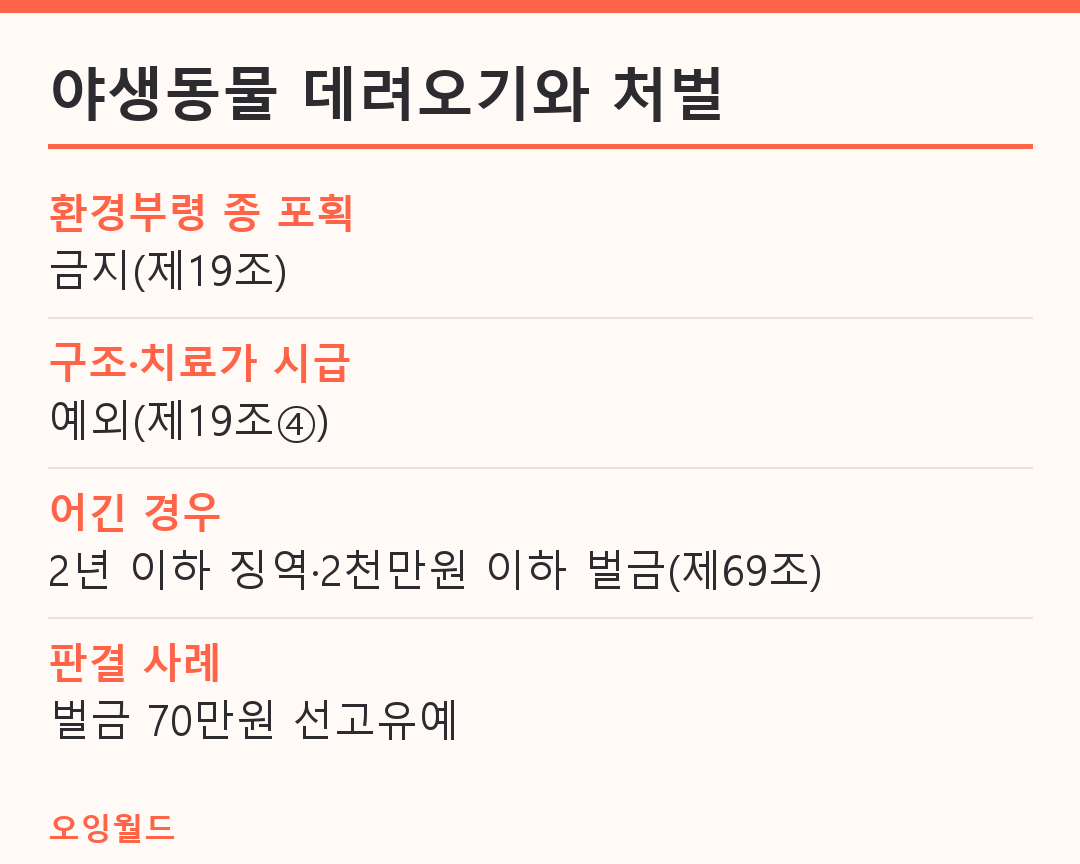 야생동물 데려오기와 처벌
환경부령 종 포획
금지(제19조)
구조·치료가 시급
예외(제19조④)
어긴 경우
2년 이하 징역·2천만원 이하 벌금(제69조)
판결 사례
벌금 70만원 선고유예
오잉월드